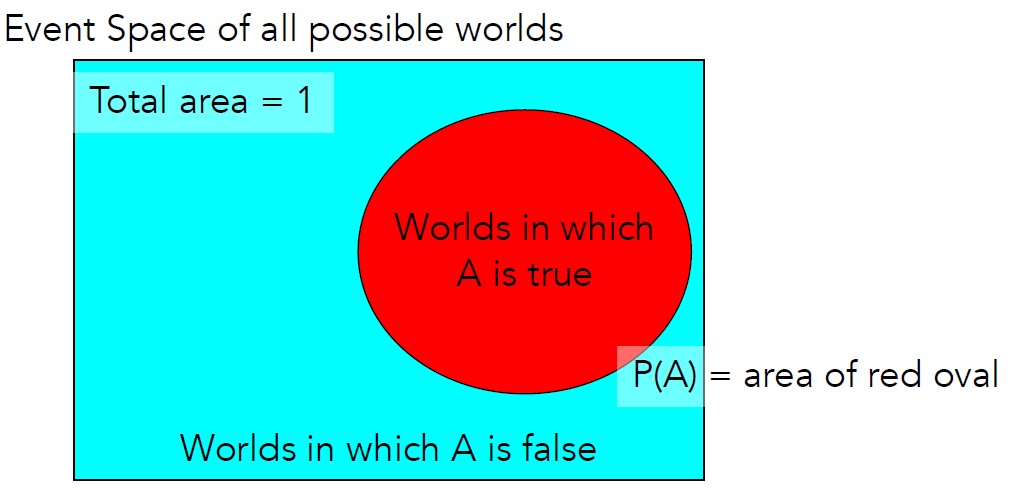 Event Space of all possible worlds
Total area = 1
Worlds in which
A is true
P(A) = area of red oval
Worlds in which A is false